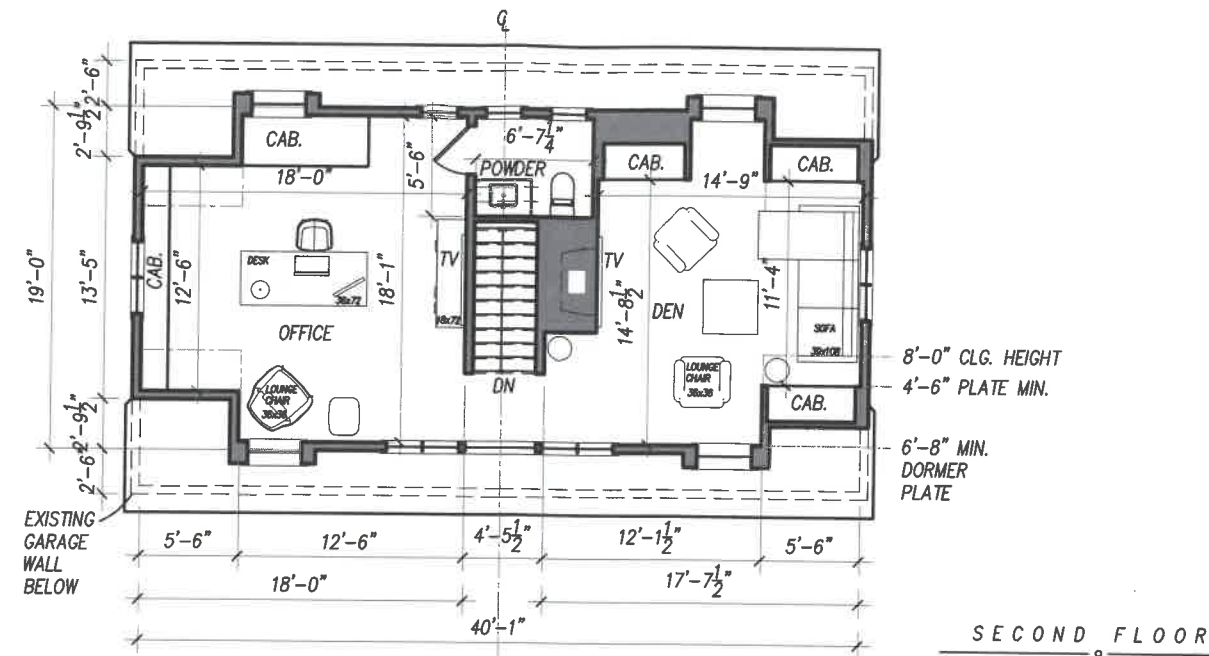 ℄
2'-6"
2'-9½"
19'-0"
13'-5"
2'-9½"
2'-6"
CAB.
18'-0"
5'-6"
6'-7¼"
POWDER
CAB.
14'-9"
CAB.
CAB.
12'-6"
DESK
36x72
18'-1"
TV
18x72
TV
14'-8½"
DEN
11'-4"
SOFA
39x108
OFFICE
LOUNGE
CHAIR
36x36
DN
LOUNGE
CHAIR
36x36
CAB.
8'-0" CLG. HEIGHT
4'-6" PLATE MIN.
6'-8" MIN.
DORMER
PLATE
EXISTING
GARAGE
WALL
BELOW
5'-6"
12'-6"
4'-5½"
12'-1½"
5'-6"
18'-0"
17'-7½"
40'-1"
SECOND FLOOR